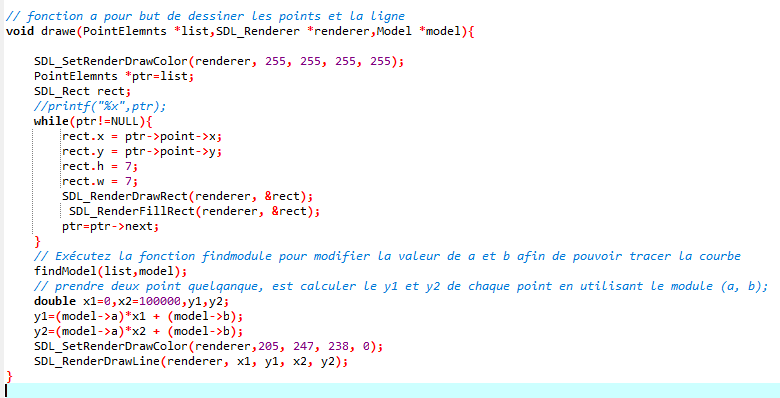 // fonction a pour but de dessiner les points et la ligne
void drawe(PointElemnts *list,SDL_Renderer *renderer,Model *model){
SDL_SetRenderDrawColor(renderer, 255, 255, 255, 255);
PointElemnts *ptr=list;
SDL_Rect rect;
//printf("%x",ptr);
while(ptr!=NULL){
rect.x = ptr->point->x;
rect.y = ptr->point->y;
rect.h = 7;
rect.w = 7;
SDL_RenderDrawRect(renderer, &rect);
SDL_RenderFillRect(renderer, &rect);
ptr=ptr->next;
}
// Exécutez la fonction findmodule pour modifier la valeur de a et b afin de pouvoir tracer la courbe
findModel(list,model);
// prendre deux point quelqanque, est calculer le y1 et y2 de chaque point en utilisant le module (a, b);
double x1=0,x2=100000,y1,y2;
y1=(model->a)*x1 + (model->b);
y2=(model->a)*x2 + (model->b);
SDL_SetRenderDrawColor(renderer,205, 247, 238, 0);
SDL_RenderDrawLine(renderer, x1, y1, x2, y2);
}